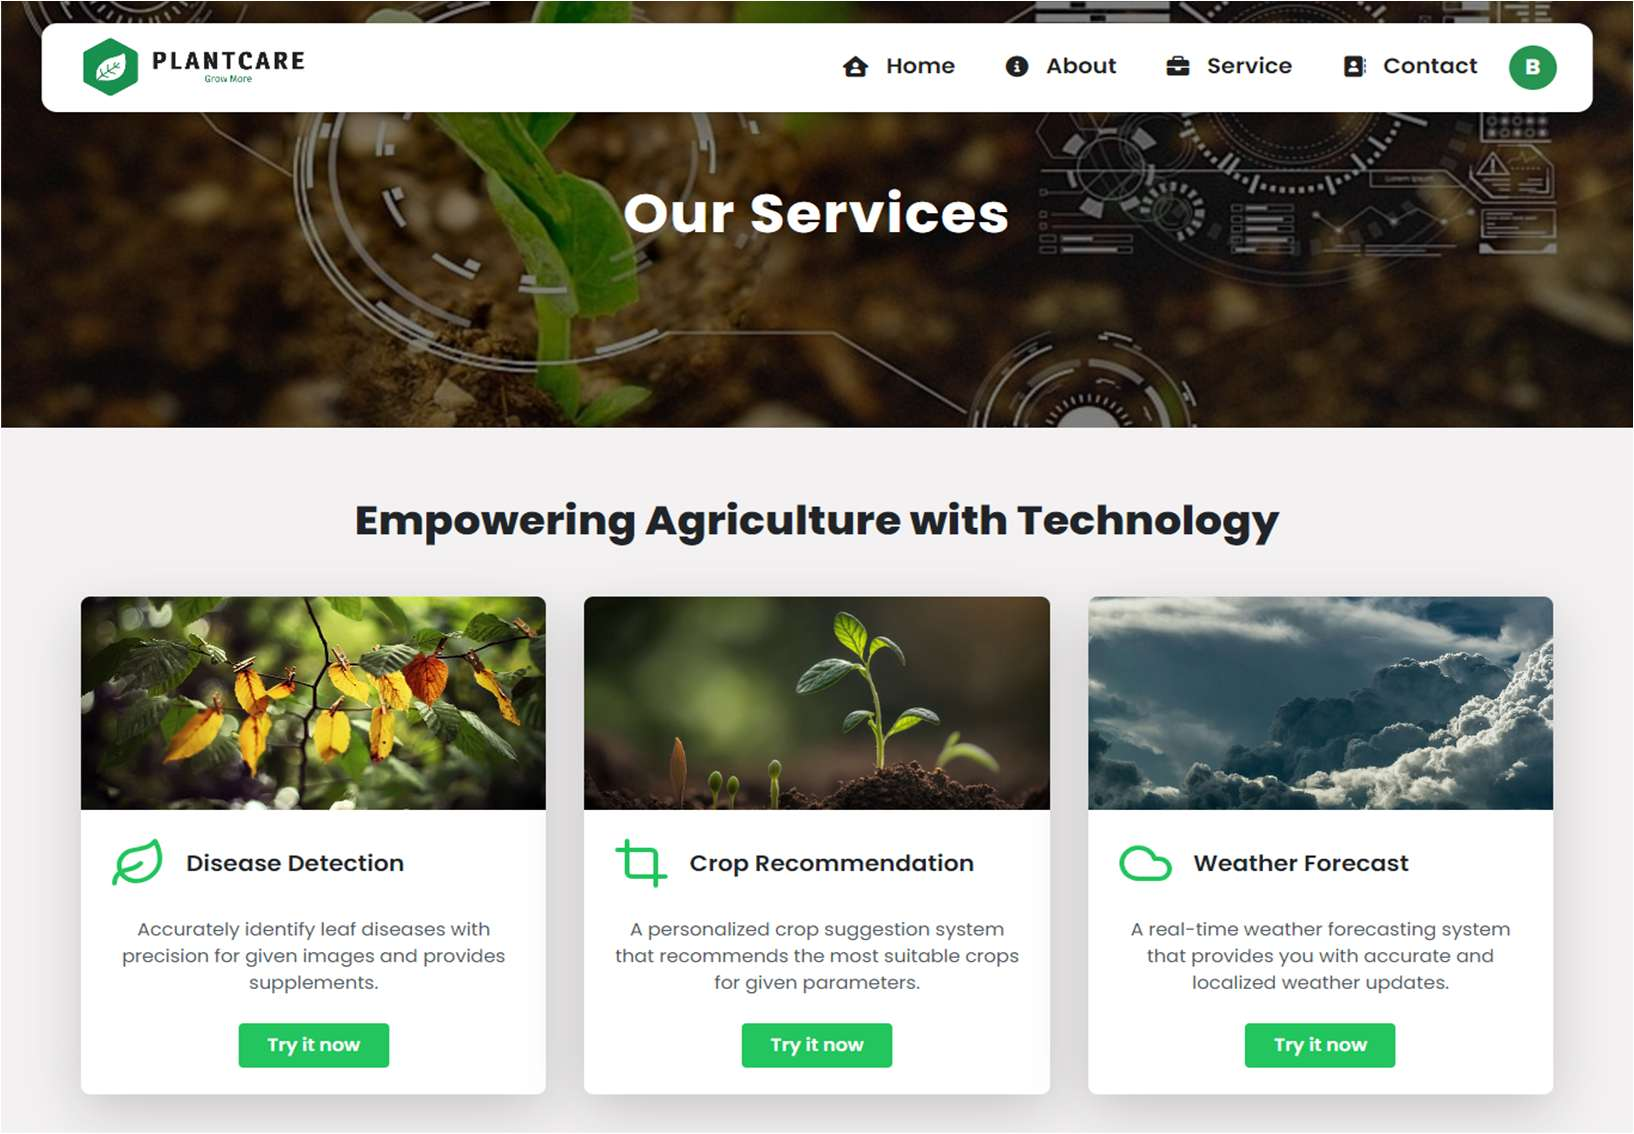 PLANTCARE
Grow More
Home
About
Service
Contact
B
Our Services
Empowering Agriculture with Technology
Disease Detection
Accurately identify leaf diseases with
precision for given images and provides
supplements.
Try it now
Crop Recommendation
A personalized crop suggestion system
that recommends the most suitable crops
for given parameters.
Try it now
Weather Forecast
A real-time weather forecasting system
that provides you with accurate and
localized weather updates.
Try it now